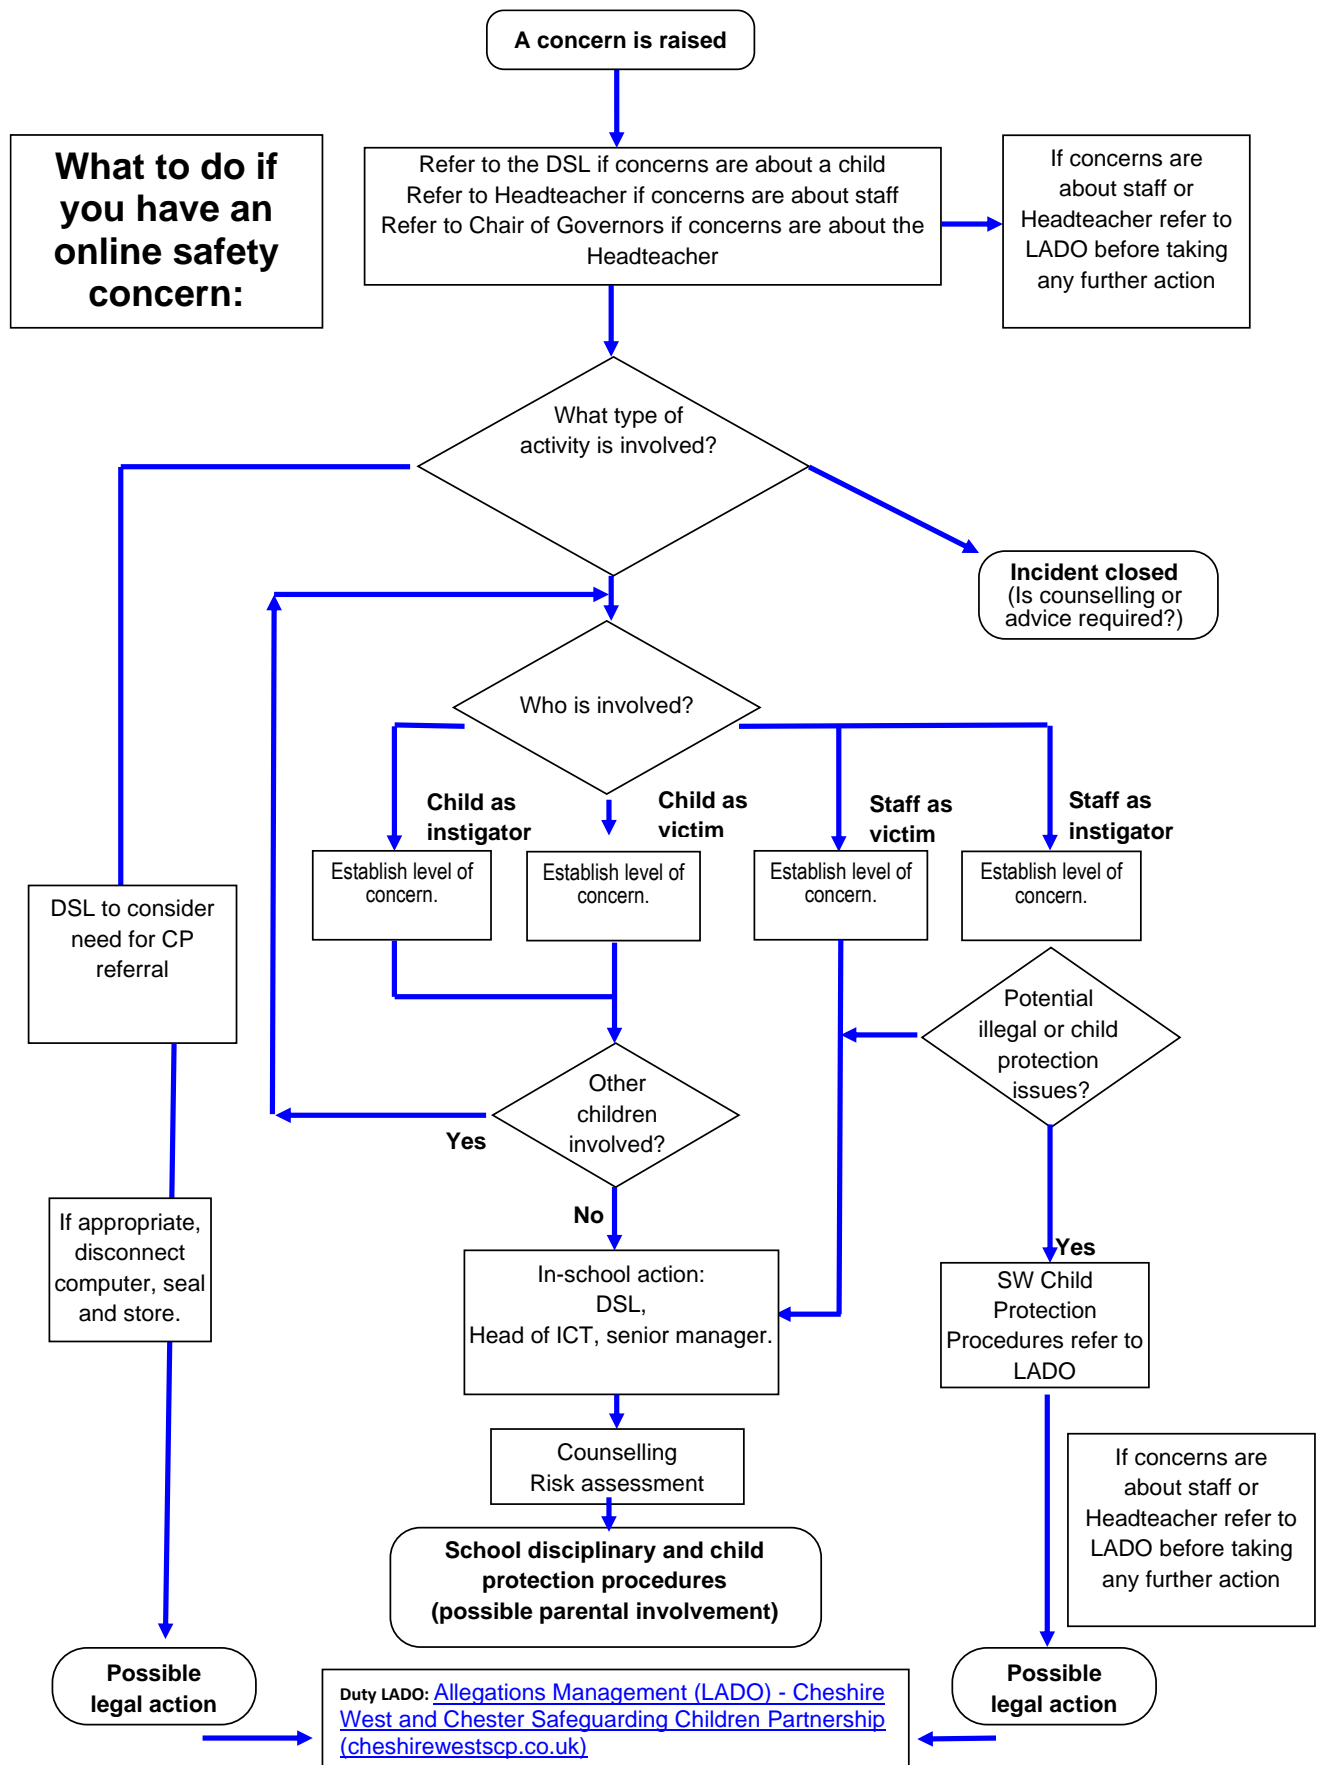 A concern is raised
What to do if
you have an
online safety
concern:
Refer to the DSL if concerns are about a child
Refer to Headteacher if concerns are about staff
Refer to Chair of Governors if concerns are about the
Headteacher
If concerns are
about staff or
Headteacher refer to
LADO before taking
any further action
What type of
activity is involved?
Incident closed
(Is counselling or
advice required?)
Who is involved?
Child as
instigator
Child as
victim
Staff as
victim
Staff as
instigator
Establish level of
concern.
Establish level of
concern.
Establish level of
concern.
Establish level of
concern.
DSL to consider
need for CP
referral
Potential
illegal or child
protection
issues?
Other
children
involved?
Yes
No
Yes
If appropriate,
disconnect
computer, seal
and store.
In-school action:
DSL,
Head of ICT, senior manager.
SW Child
Protection
Procedures refer to
LADO
Counselling
Risk assessment
If concerns are
about staff or
Headteacher refer to
LADO before taking
any further action
School disciplinary and child
protection procedures
(possible parental involvement)
Possible
legal action
Possible
legal action
Duty LADO: Allegations Management (LADO) - Cheshire
West and Chester Safeguarding Children Partnership
(cheshirewestscp.co.uk)